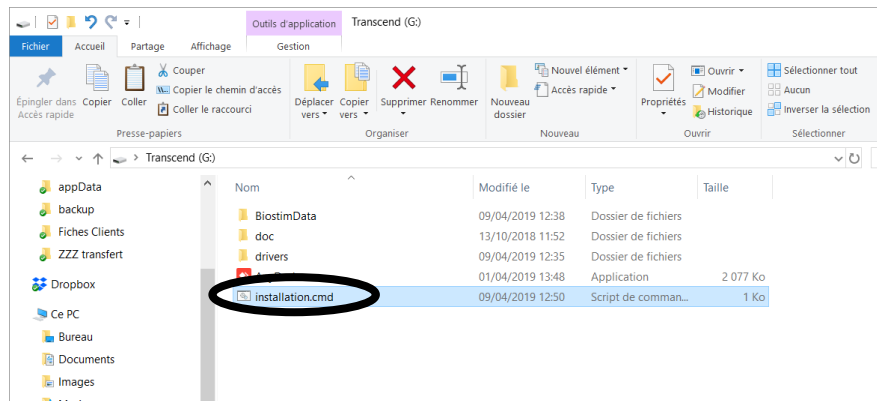 Outils d'application Transcend (G:)
Fichier Accueil Partage Affichage Gestion
Épingler dans Accès rapide
Copier
Coller
Couper
Copier le chemin d'accès
Coller le raccourci
Presse-papiers
Déplacer vers
Copier vers
Supprimer
Renommer
Organiser
Nouveau dossier
Nouvel élément
Accès rapide
Nouveau
Propriétés
Ouvrir
Modifier
Historique
Ouvrir
Sélectionner tout
Aucun
Inverser la sélection
Sélectionner
Transcend (G:)
appData
backup
Fiches Clients
ZZZ transfert
Dropbox
Ce PC
Bureau
Documents
Images
Nom Modifié le Type Taille
BiostimData 09/04/2019 12:38 Dossier de fichiers
doc 13/10/2018 11:52 Dossier de fichiers
drivers 09/04/2019 12:35 Dossier de fichiers
01/04/2019 13:48 Application 2 077 Ko
installation.cmd 09/04/2019 12:50 Script de comman... 1 Ko